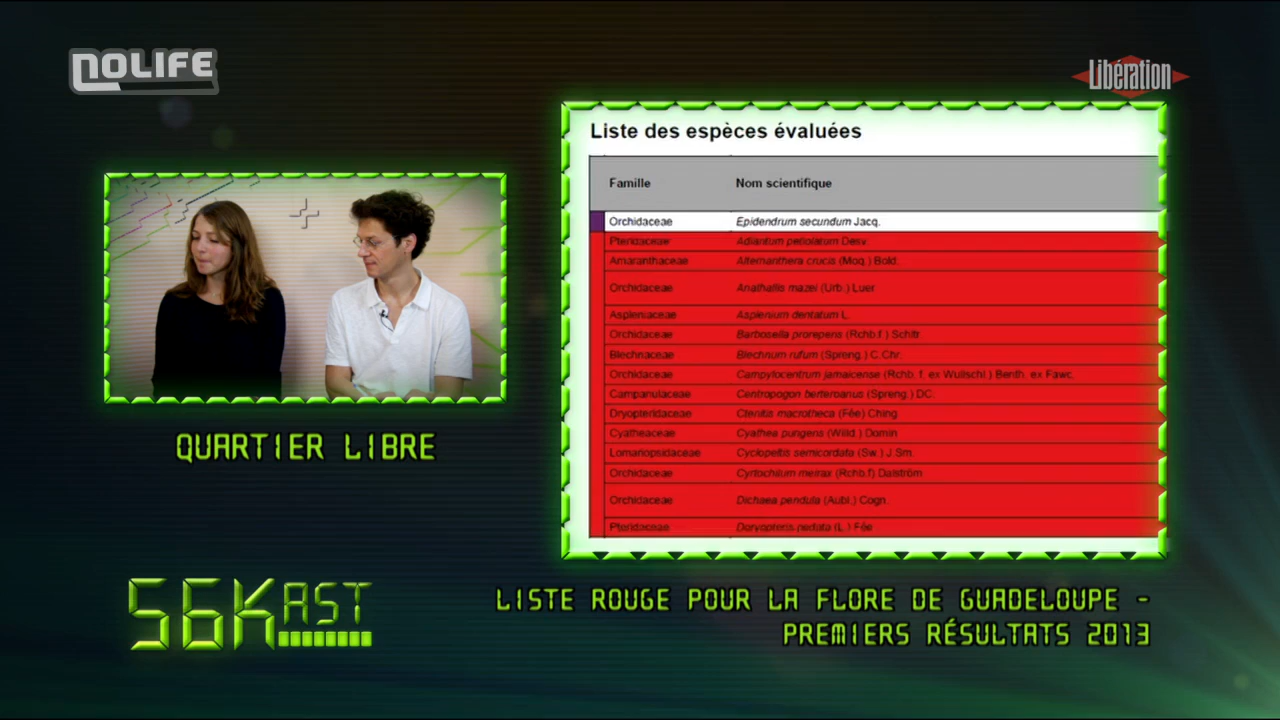 NOLIFE
Libération
Liste des espèces évaluées
Famille Nom scientifique
Orchidaceae Epidendrum secundum Jacq.
Pteridaceae Adiantum petiolatum Desv.
Amaranthaceae Alternanthera crucis (Moq.) Bold.
Orchidaceae Anathallis mazei (Urb.) Luer
Aspleniaceae Asplenium dentatum L.
Orchidaceae Barbosella prorepens (Rchb.f.) Schltr.
Blechnaceae Blechnum rufum (Spreng.) C.Chr.
Orchidaceae Campylocentrum jamaicense (Rchb. f. ex Wullschl.) Benth. ex Fawc.
Campanulaceae Centropogon berteroanus (Spreng.) DC.
Dryopteridaceae Ctenitis macrotheca (Fée) Ching
Cyatheaceae Cyathea pungens (Willd.) Domin
Lomariopsidaceae Cyclopeltis semicordata (Sw.) J.Sm.
Orchidaceae Cyrtochilum meirax (Rchb.f) Dalström
Orchidaceae Dichaea pendula (Aubl.) Cogn.
Pteridaceae Doryopteris pedata (L.) Fée
QUARTIER LIBRE
56KAST
LISTE ROUGE POUR LA FLORE DE GUADELOUPE -
PREMIERS RÉSULTATS 2013